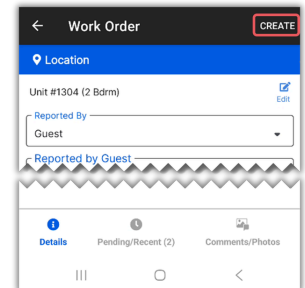 Work Order
CREATE
Location
Unit #1304 (2 Bdrm)
Edit
Reported By
Guest
Reported by Guest
Details
Pending/Recent (2)
Comments/Photos